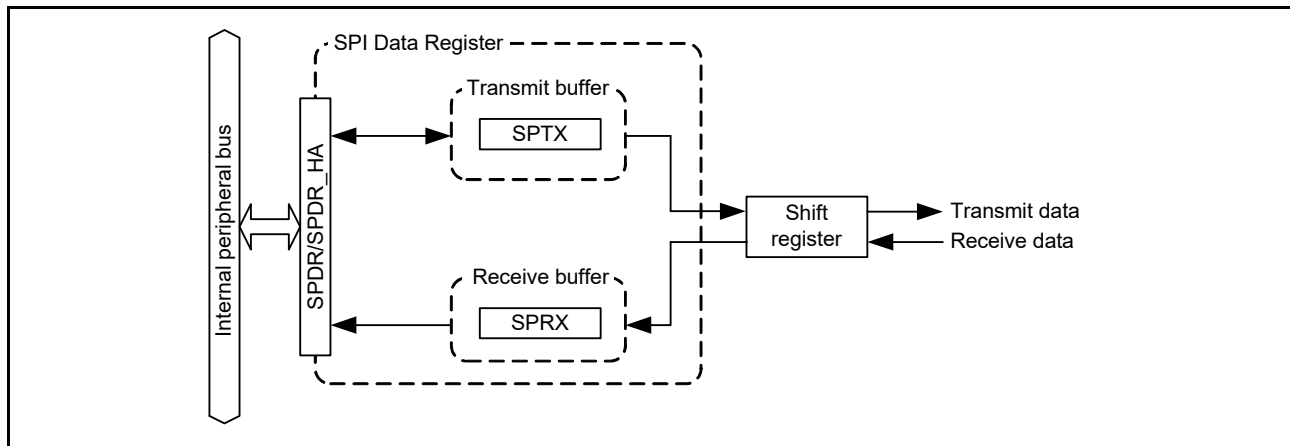 SPI Data Register
Transmit buffer
SPTX
Internal peripheral bus
SPDR/SPDR_HA
Shift
register
Transmit data
Receive data
Receive buffer
SPRX